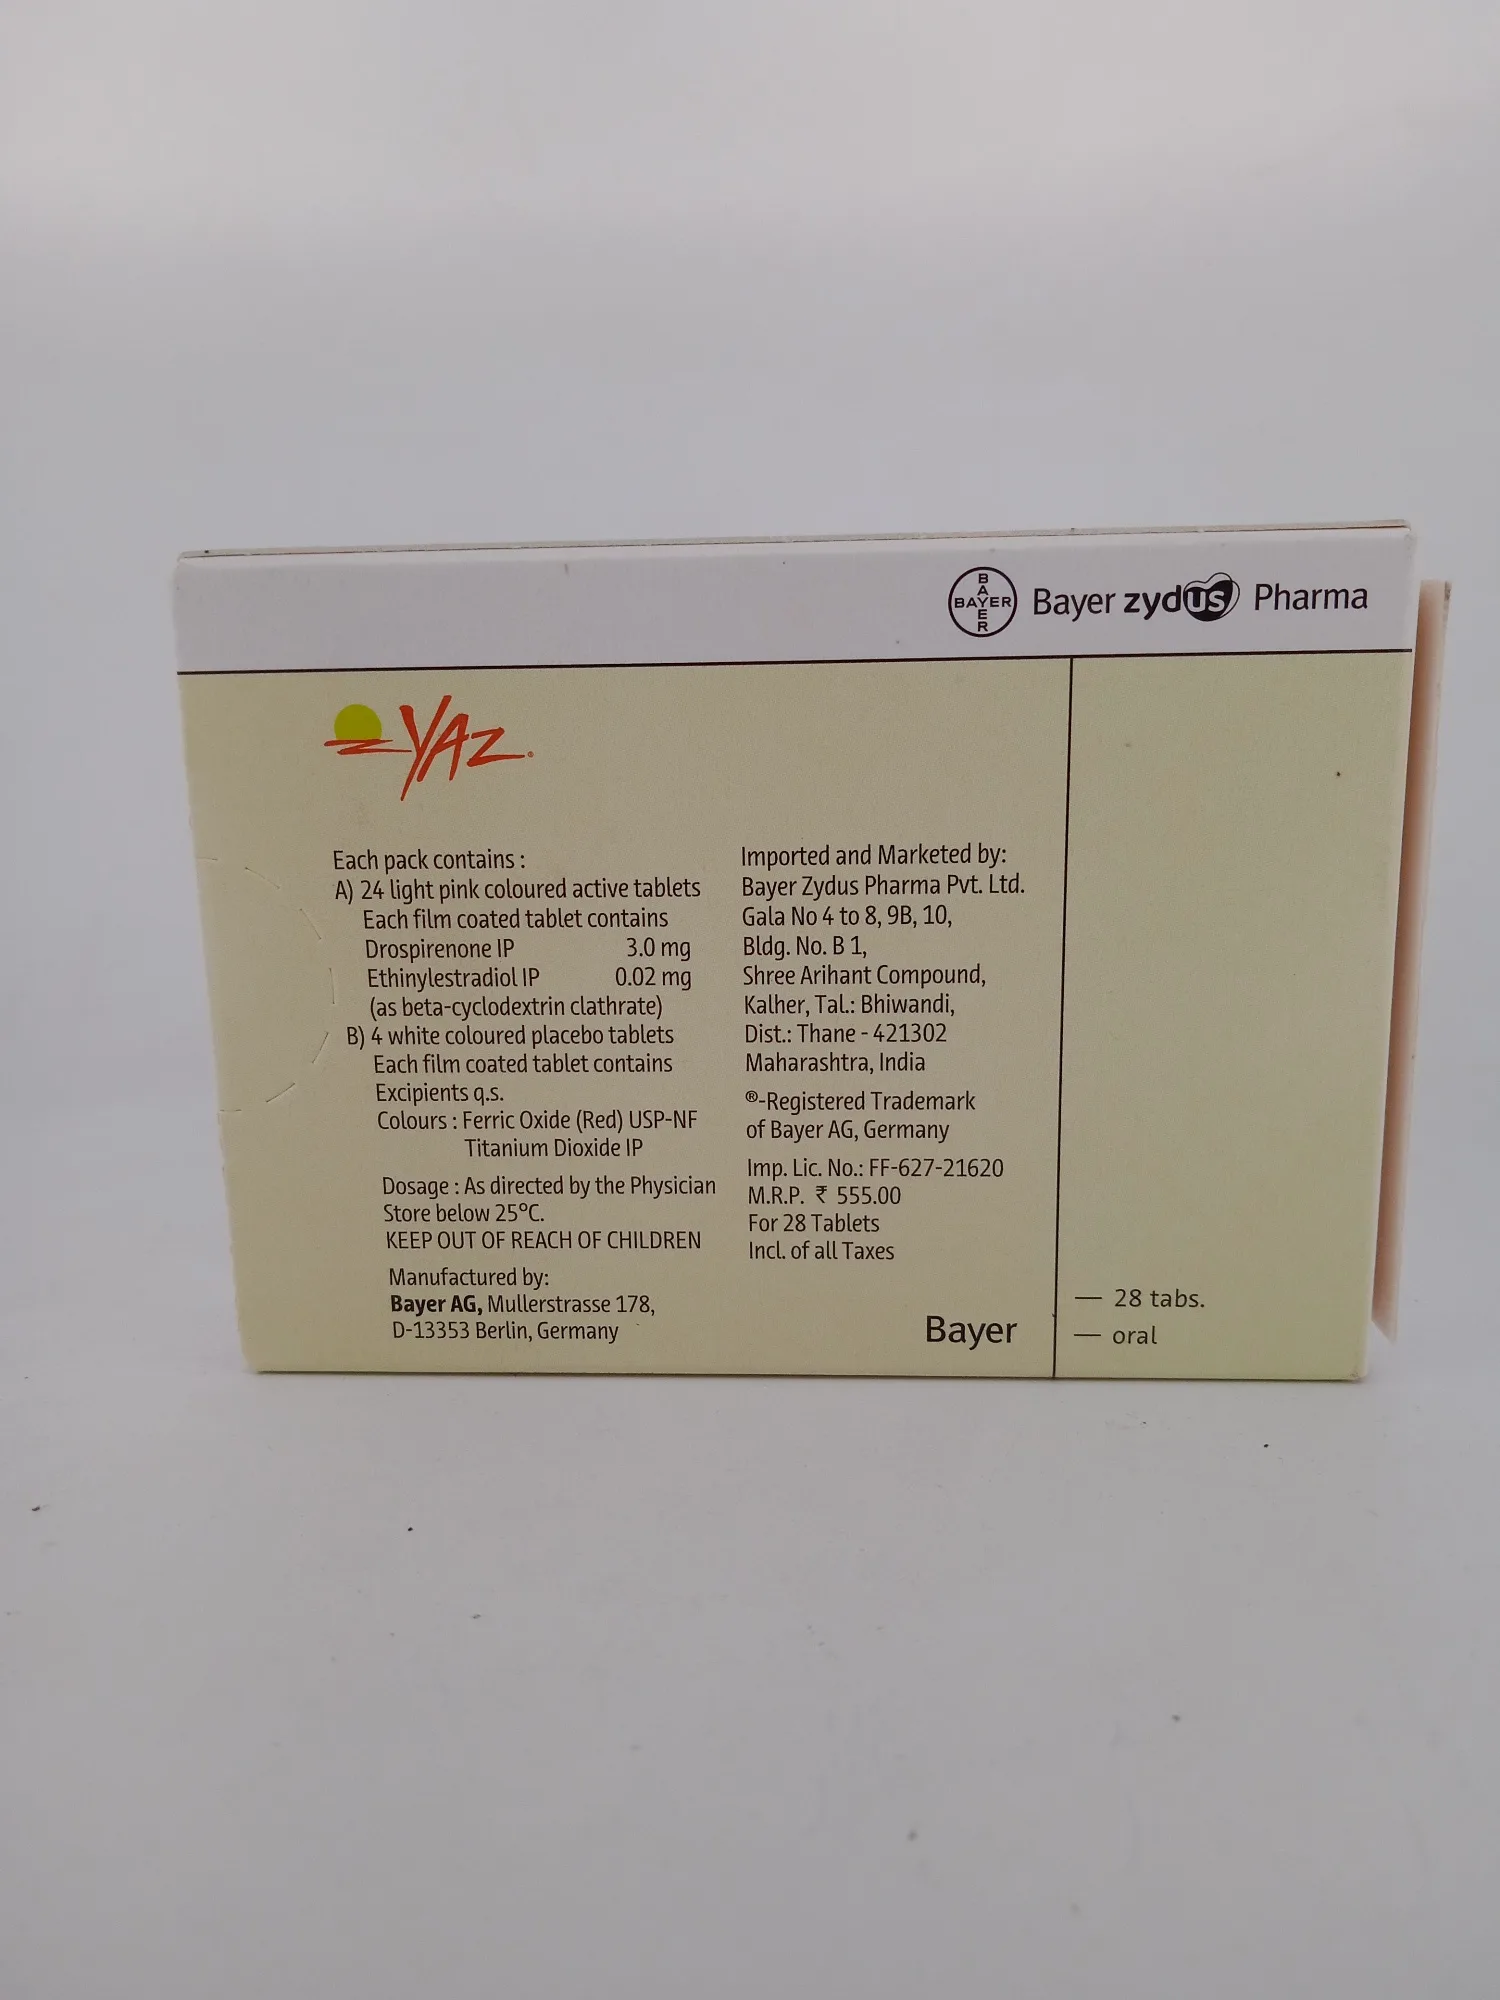 BAYER
BAYER
Bayer zydus Pharma
YAZ
Each pack contains :
A) 24 light pink coloured active tablets
Each film coated tablet contains
Drospirenone IP 3.0 mg
Ethinylestradiol IP 0.02 mg
(as beta-cyclodextrin clathrate)
B) 4 white coloured placebo tablets
Each film coated tablet contains
Excipients q.s.
Colours : Ferric Oxide (Red) USP-NF
Titanium Dioxide IP
Dosage : As directed by the Physician
Store below 25°C.
KEEP OUT OF REACH OF CHILDREN
Manufactured by:
Bayer AG, Mullerstrasse 178,
D-13353 Berlin, Germany
Imported and Marketed by:
Bayer Zydus Pharma Pvt. Ltd.
Gala No 4 to 8, 9B, 10,
Bldg. No. B 1,
Shree Arihant Compound,
Kalher, Tal.: Bhiwandi,
Dist.: Thane - 421302
Maharashtra, India
®-Registered Trademark
of Bayer AG, Germany
Imp. Lic. No.: FF-627-21620
M.R.P. ₹ 555.00
For 28 Tablets
Incl. of all Taxes
Bayer
— 28 tabs.
— oral